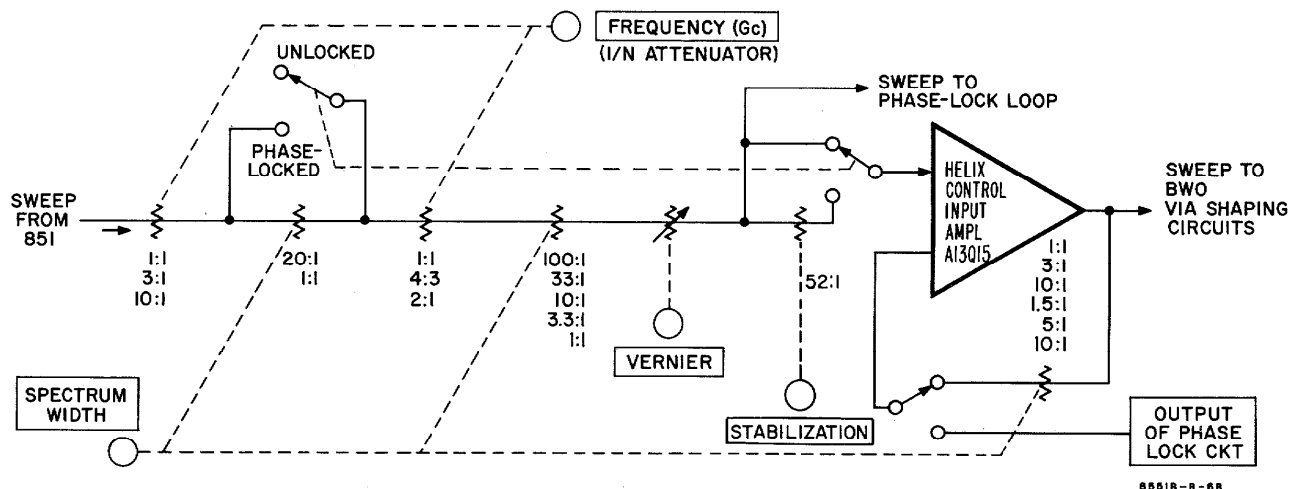 FREQUENCY (Gc)
(1/N ATTENUATOR)
UNLOCKED
PHASE-
LOCKED
SWEEP TO
PHASE-LOCK LOOP
SWEEP
FROM
851
HELIX
CONTROL
INPUT
AMPL
A13Q15
SWEEP TO
BWO
VIA SHAPING
CIRCUITS
1:1
3:1
10:1
20:1
1:1
1:1
4:3
2:1
100:1
33:1
10:1
3.3:1
1:1
52:1
1:1
3:1
10:1
1.5:1
5:1
10:1
VERNIER
SPECTRUM
WIDTH
STABILIZATION
OUTPUT
OF PHASE
LOCK CKT